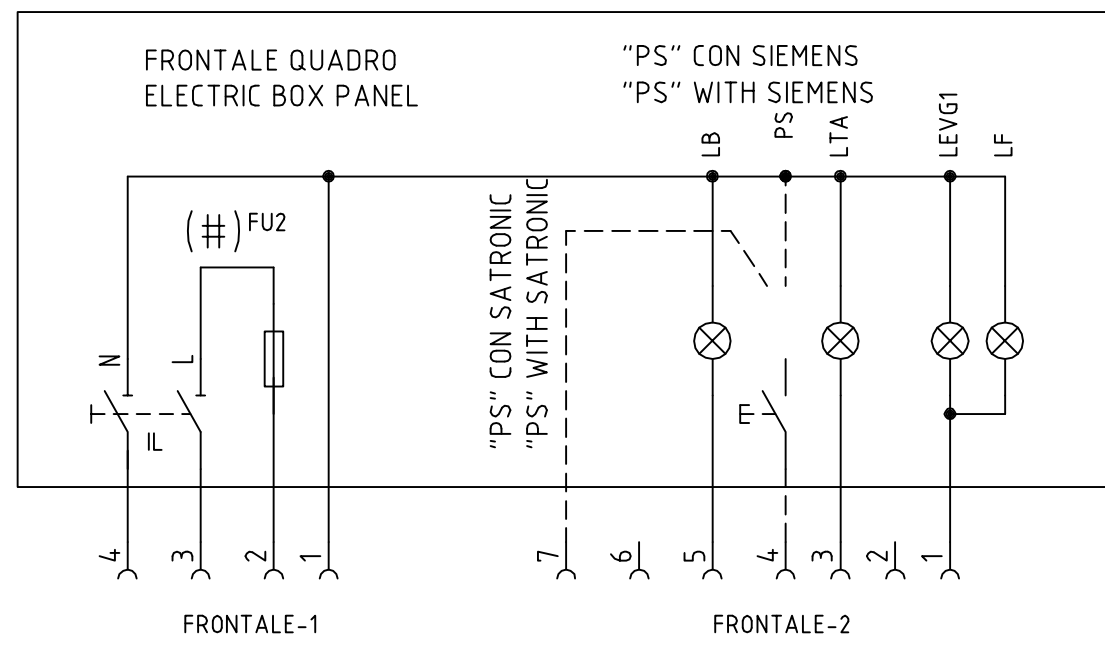 FRONTALE QUADRO
ELECTRIC BOX PANEL
"PS" CON SIEMENS
"PS" WITH SIEMENS
LB
PS
LTA
LEVG1
LF
(#) FU2
"PS" CON SATRONIC
"PS" WITH SATRONIC
N
L
IL
4
3
2
1
7
6
5
4
3
2
1
FRONTALE-1
FRONTALE-2